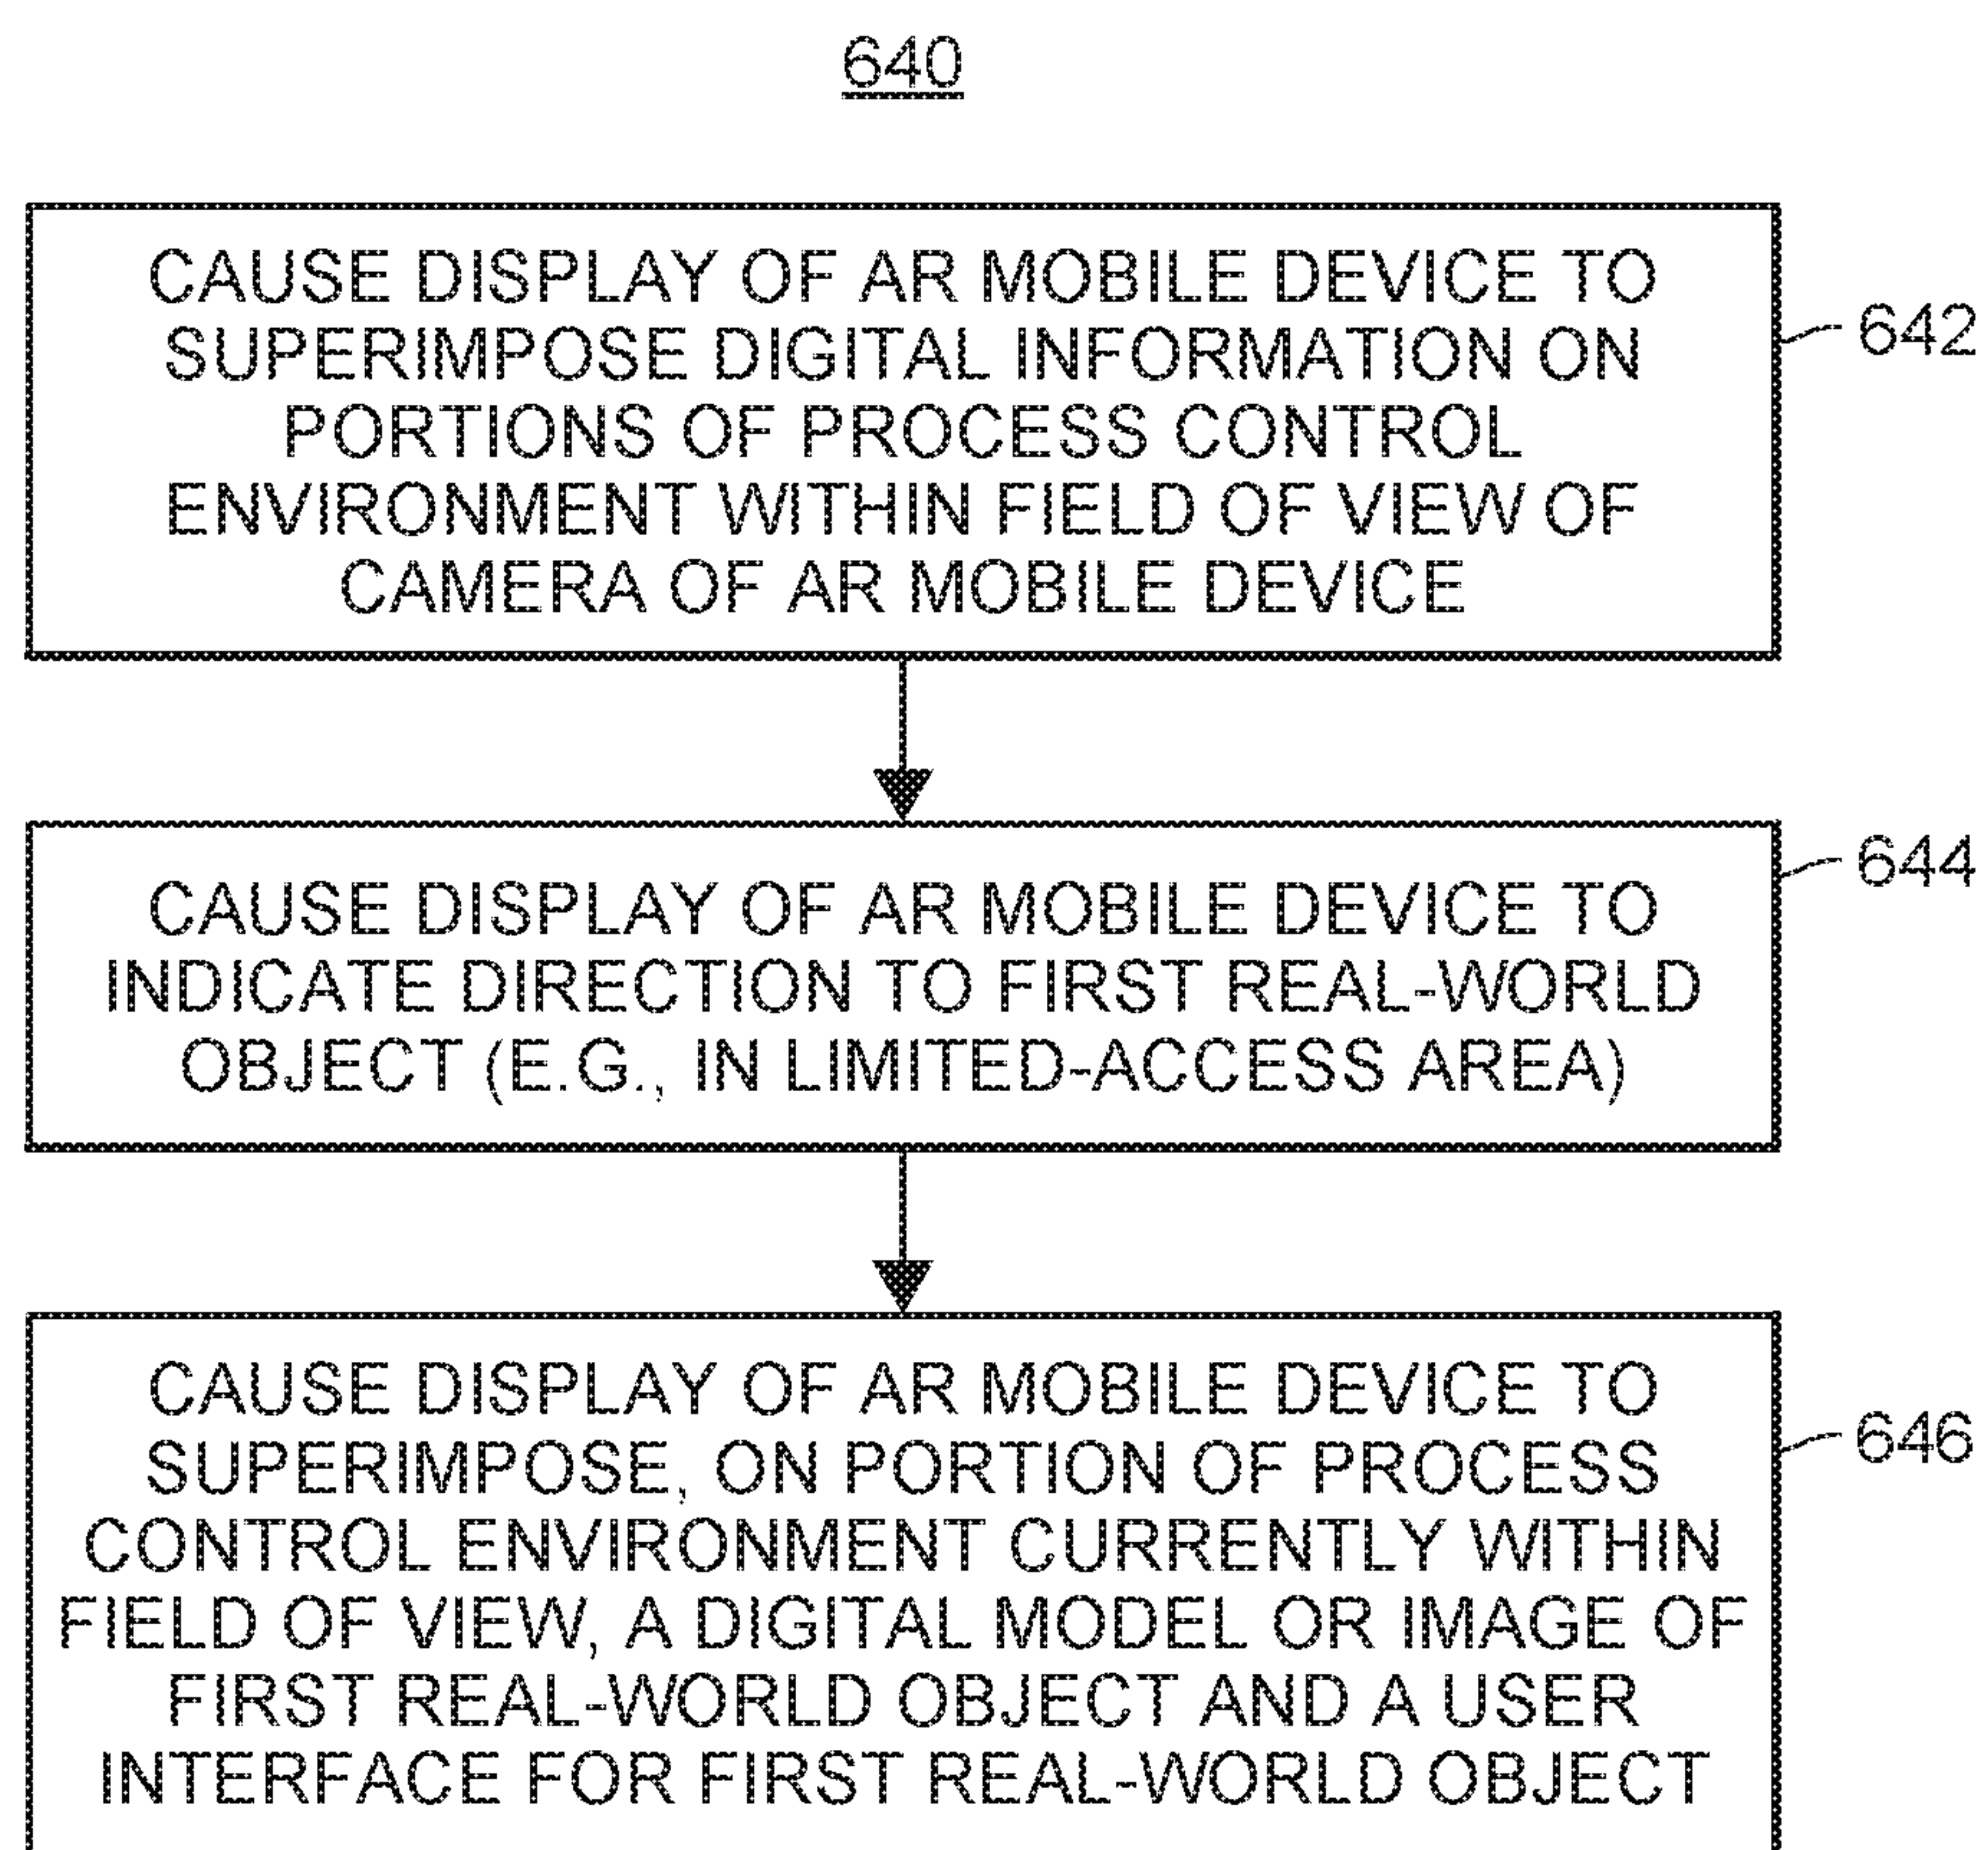 640
CAUSE DISPLAY OF AR MOBILE DEVICE TO
SUPERIMPOSE DIGITAL INFORMATION ON
PORTIONS OF PROCESS CONTROL
ENVIRONMENT WITHIN FIELD OF VIEW OF
CAMERA OF AR MOBILE DEVICE
642
CAUSE DISPLAY OF AR MOBILE DEVICE TO
INDICATE DIRECTION TO FIRST REAL-WORLD
OBJECT (E.G., IN LIMITED-ACCESS AREA)
644
CAUSE DISPLAY OF AR MOBILE DEVICE TO
SUPERIMPOSE, ON PORTION OF PROCESS
CONTROL ENVIRONMENT CURRENTLY WITHIN
FIELD OF VIEW, A DIGITAL MODEL OR IMAGE OF
FIRST REAL-WORLD OBJECT AND A USER
INTERFACE FOR FIRST REAL-WORLD OBJECT
646